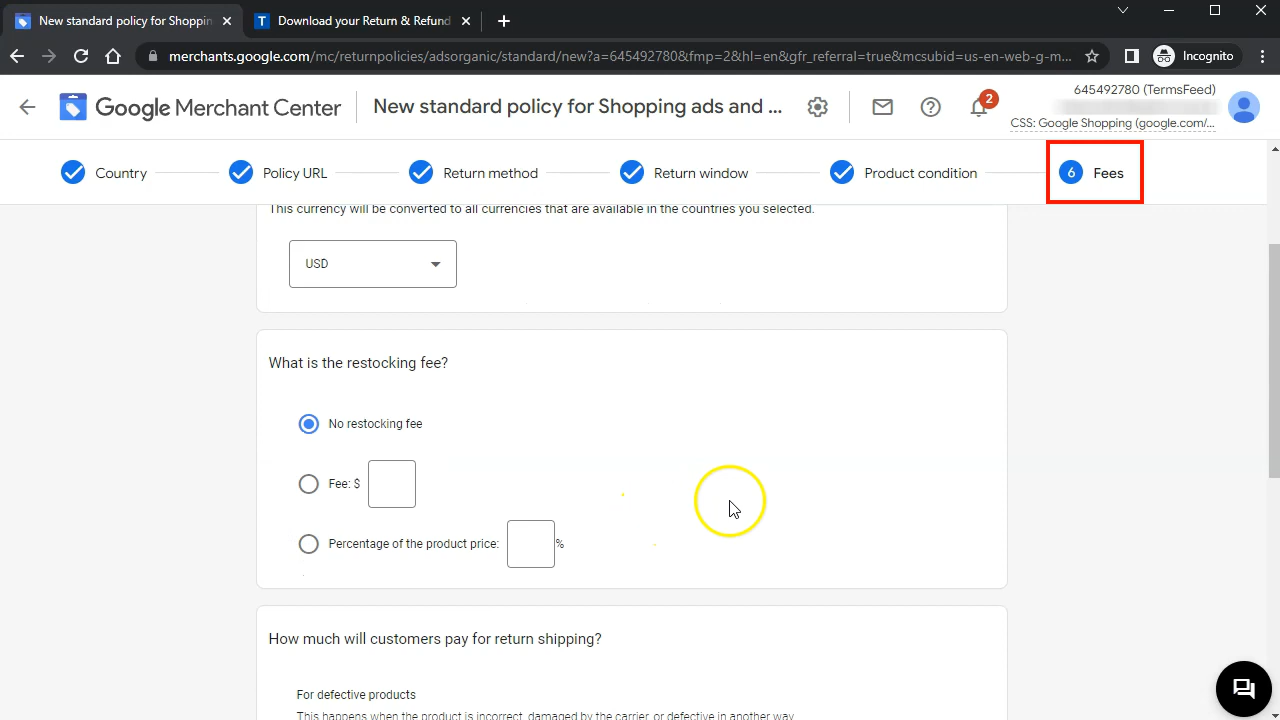 New standard policy for Shoppin
Download your Return & Refund
merchants.google.com/mc/returnpolicies/adsorganic/standard/new?a=645492780&fmp=2&hl=en&gfr_referral=true&mcsubid=us-en-web-g-m...
Incognito
Google Merchant Center
New standard policy for Shopping ads and ...
2
645492780 (TermsFeed)
CSS: Google Shopping (google.com/...
Country
Policy URL
Return method
Return window
Product condition
6 Fees
This currency will be converted to all currencies that are available in the countries you selected.
USD
What is the restocking fee?
No restocking fee
Fee: $
Percentage of the product price: %
How much will customers pay for return shipping?
For defective products
This happens when the product is incorrect, damaged by the carrier, or defective in another way